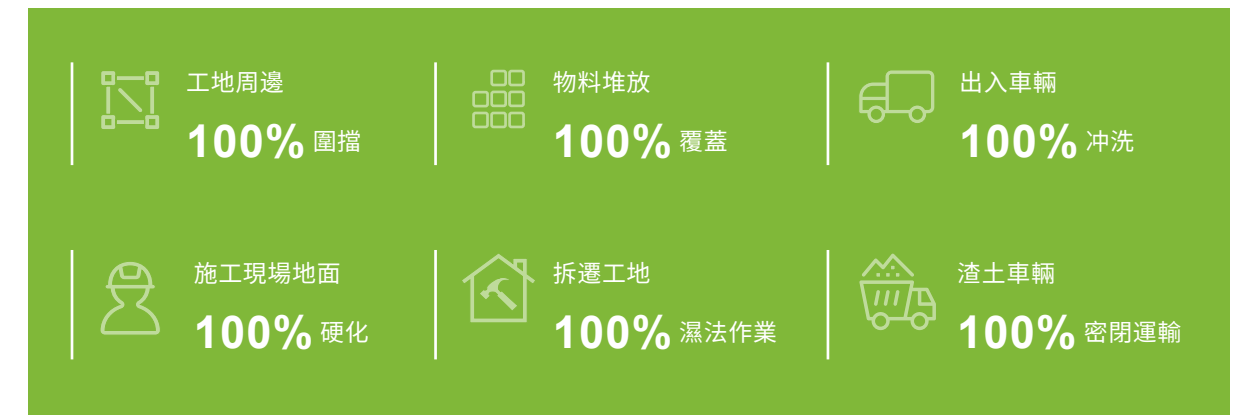 工地周邊
100% 圍擋
物料堆放
100% 覆蓋
出入車輛
100% 冲洗
施工現場地面
100% 硬化
拆遷工地
100% 濕法作業
渣土車輛
100% 密閉運輸